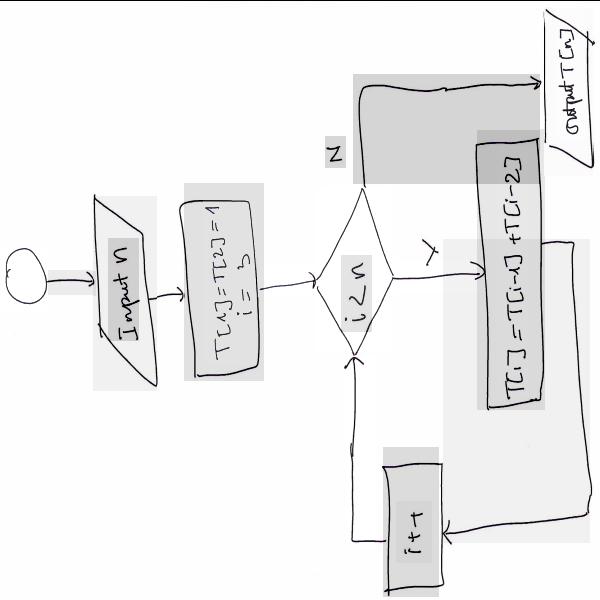 Input n
T[1]=T[2]=1
i = 3
i ≥ n
N
Y
T[i]=T[i-1]+T[i-2]
i++
Output T[n]